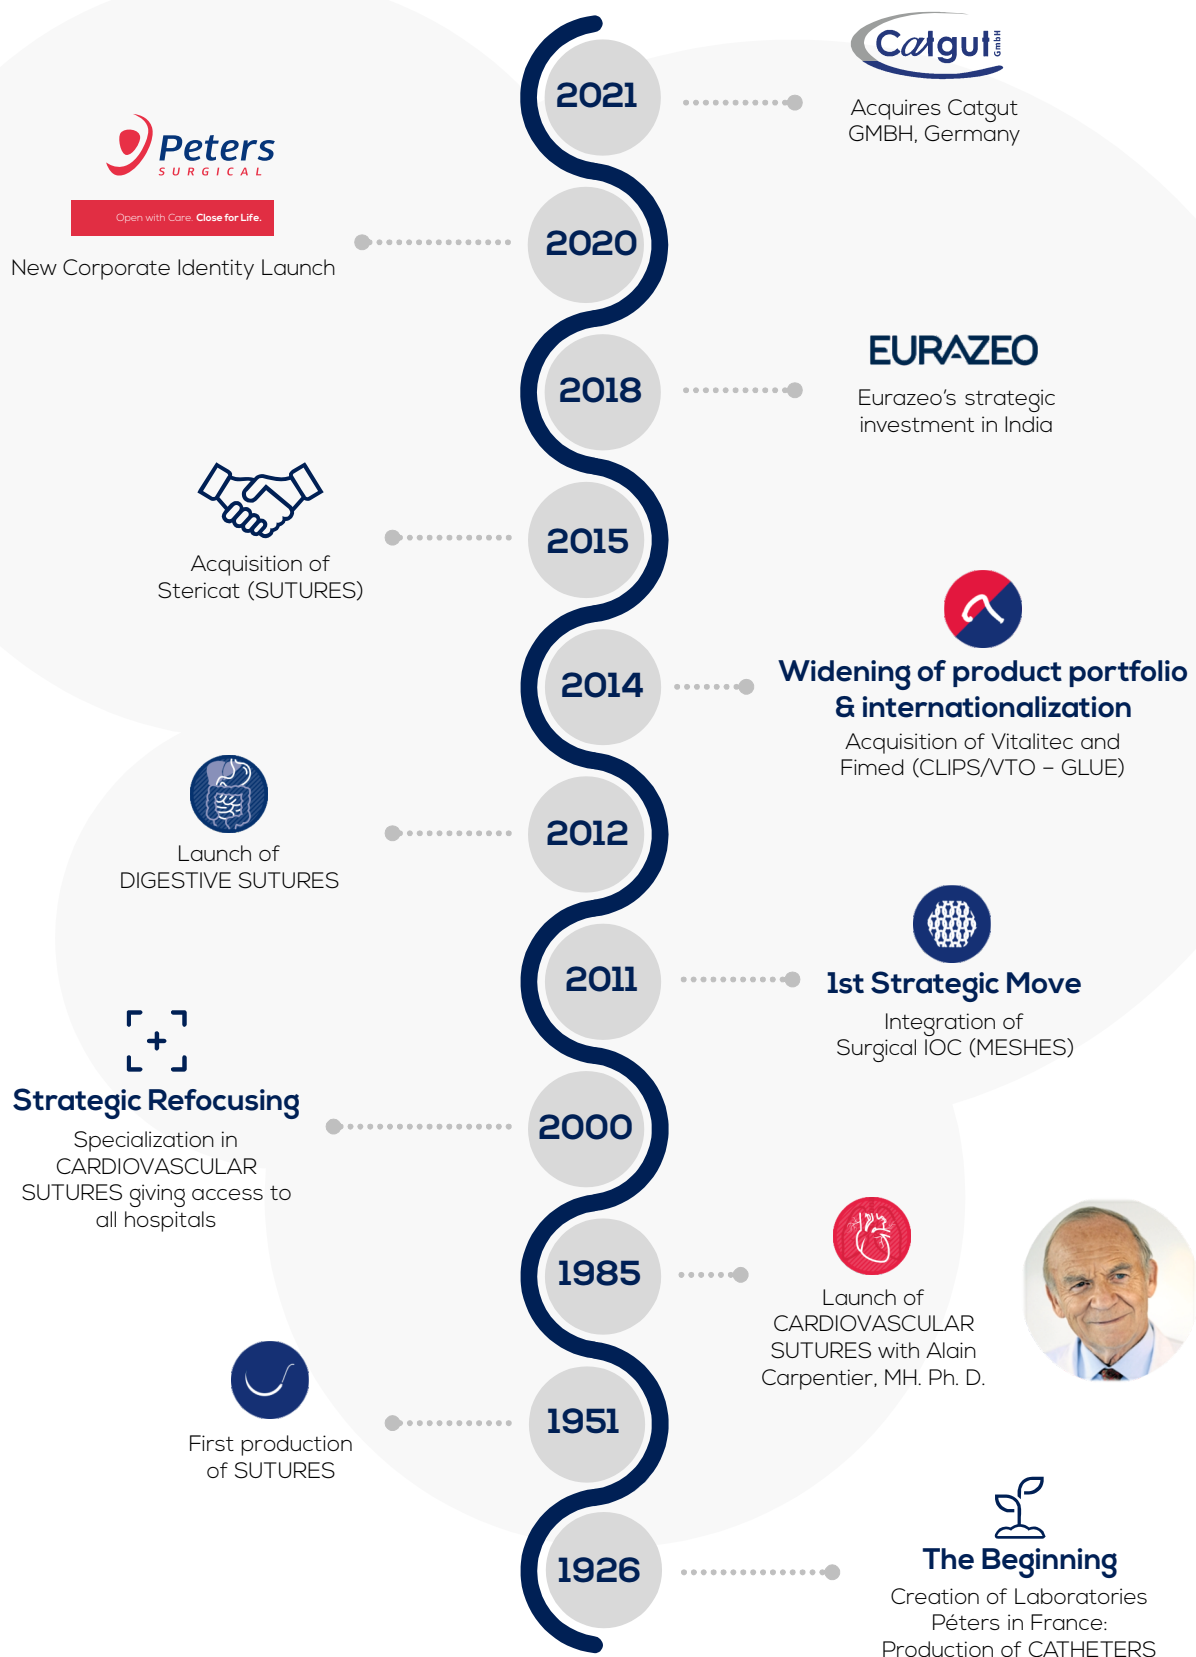 Catgut GmbH
2021
Acquires Catgut
GMBH, Germany
Peters
SURGICAL
Open with Care. Close for Life.
2020
New Corporate Identity Launch
EURAZEO
2018
Eurazeo's strategic
investment in India
2015
Acquisition of
Stericat (SUTURES)
2014
Widening of product portfolio
& internationalization
Acquisition of Vitalitec and
Fimed (CLIPS/VTO – GLUE)
2012
Launch of
DIGESTIVE SUTURES
2011
1st Strategic Move
Integration of
Surgical IOC (MESHES)
Strategic Refocusing
2000
Specialization in
CARDIOVASCULAR
SUTURES giving access to
all hospitals
1985
Launch of
CARDIOVASCULAR
SUTURES with Alain
Carpentier, MH. Ph. D.
1951
First production
of SUTURES
1926
The Beginning
Creation of Laboratories
Péters in France:
Production of CATHETERS